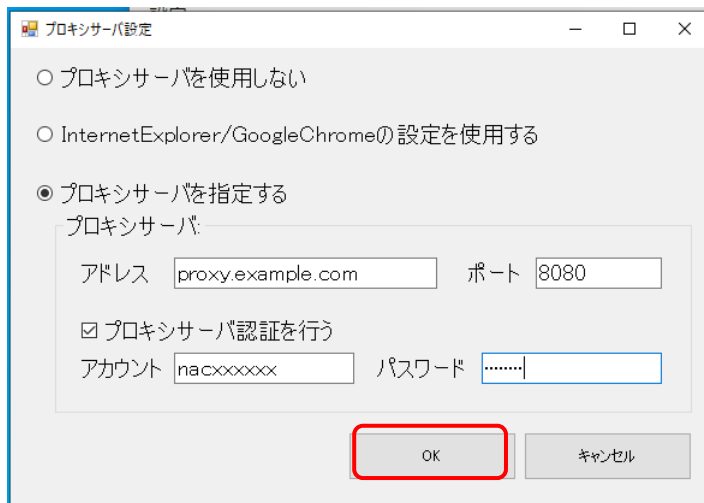 プロキシサーバ設定
プロキシサーバを使用しない
InternetExplorer/GoogleChromeの設定を使用する
プロキシサーバを指定する
プロキシサーバ:
アドレス proxy.example.com ポート 8080
プロキシサーバ認証を行う
アカウント nacxxxxxx パスワード ••••••••
OK キャンセル